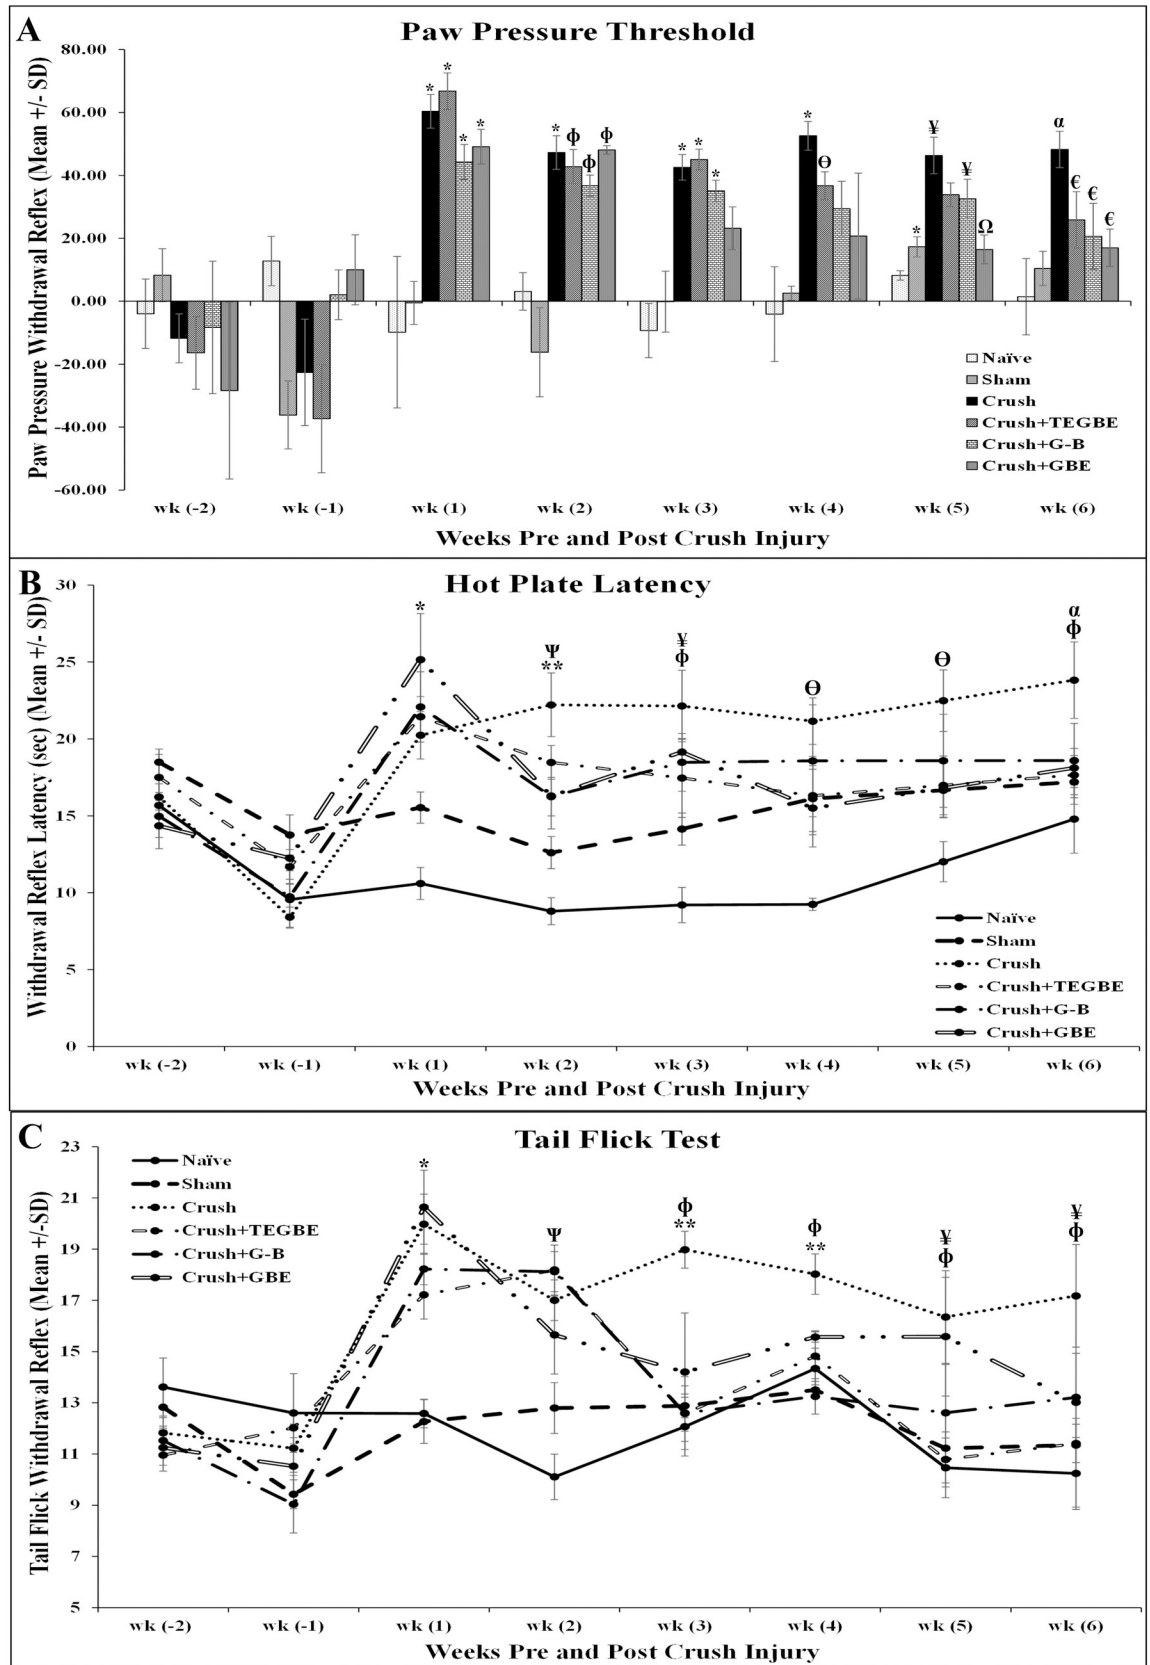 A
Paw Pressure Threshold
Paw Pressure Withdrawal Reflex (Mean +/- SD)
80.00
60.00
40.00
20.00
0.00
-20.00
-40.00
-60.00
* * * *
* ϕ ϕ ϕ
* * *
* Ө
* ¥ ¥ Ω
α € € €
Naïve
Sham
Crush
Crush+TEGBE
Crush+G-B
Crush+GBE
wk (-2) wk (-1) wk (1) wk (2) wk (3) wk (4) wk (5) wk (6)
Weeks Pre and Post Crush Injury
B
Hot Plate Latency
Withdrawal Reflex Latency (sec) (Mean +/- SD)
30
25
20
15
10
5
0
*
Ψ
**
¥
ϕ
Ө
Ө
α
ϕ
Naïve
Sham
Crush
Crush+TEGBE
Crush+G-B
Crush+GBE
wk (-2) wk (-1) wk (1) wk (2) wk (3) wk (4) wk (5) wk (6)
Weeks Pre and Post Crush Injury
C
Tail Flick Test
Tail Flick Withdrawal Reflex (Mean +/-SD)
23
21
19
17
15
13
11
9
7
5
Naïve
Sham
Crush
Crush+TEGBE
Crush+G-B
Crush+GBE
*
Ψ
ϕ
**
ϕ
**
¥
ϕ
¥
ϕ
wk (-2) wk (-1) wk (1) wk (2) wk (3) wk (4) wk (5) wk (6)
Weeks Pre and Post Crush Injury